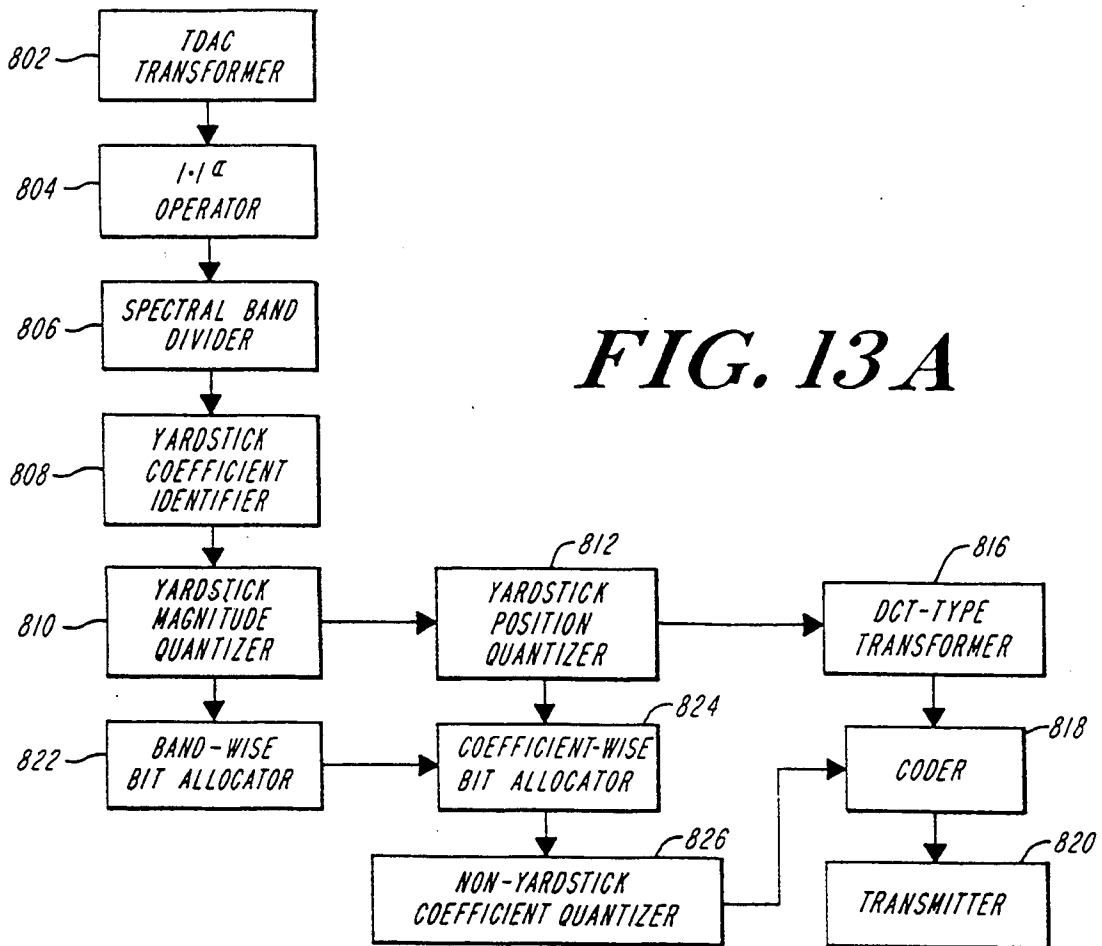 802
TDAC
TRANSFORMER
804
|·|α
OPERATOR
806
SPECTRAL BAND
DIVIDER
FIG. 13A
808
YARDSTICK
COEFFICIENT
IDENTIFIER
810
YARDSTICK
MAGNITUDE
QUANTIZER
812
YARDSTICK
POSITION
QUANTIZER
816
DCT-TYPE
TRANSFORMER
822
BAND-WISE
BIT ALLOCATOR
824
COEFFICIENT-WISE
BIT ALLOCATOR
818
CODER
826
NON-YARDSTICK
COEFFICIENT QUANTIZER
820
TRANSMITTER